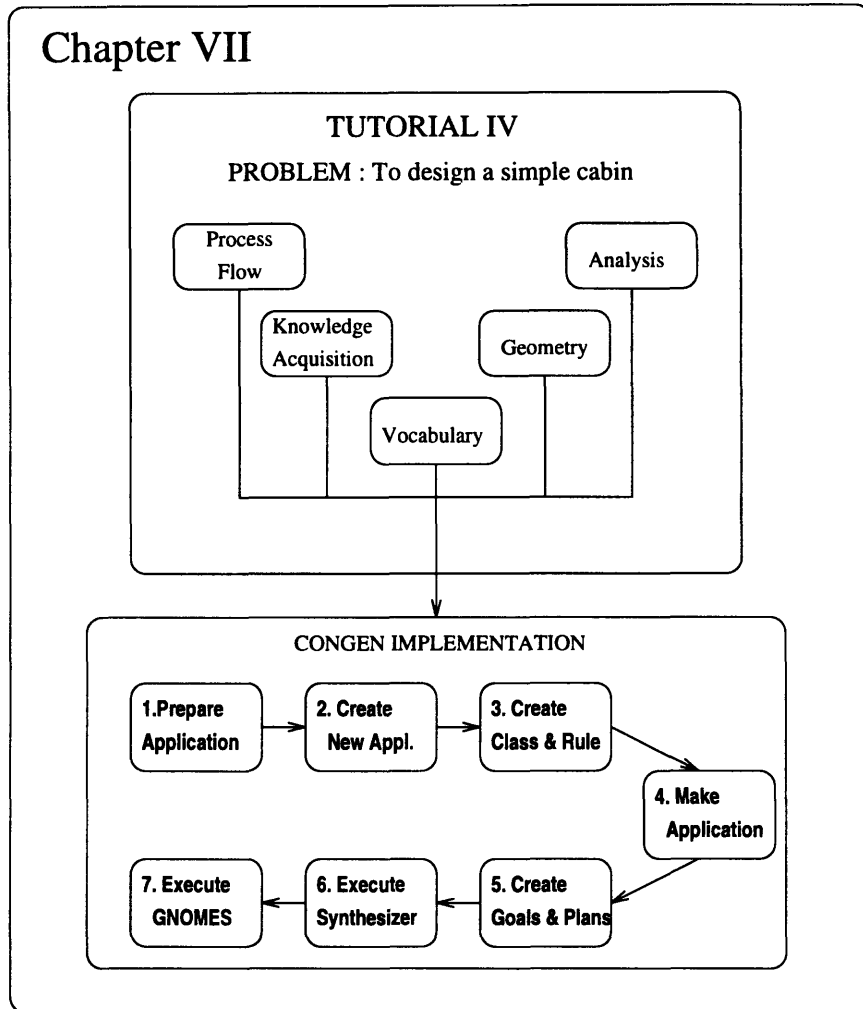 Chapter VII
TUTORIAL IV
PROBLEM : To design a simple cabin
Process
Flow
Analysis
Knowledge
Acquisition
Geometry
Vocabulary
CONGEN IMPLEMENTATION
1.Prepare
Application
2. Create
New Appl.
3. Create
Class & Rule
4. Make
Application
5. Create
Goals & Plans
6. Execute
Synthesizer
7. Execute
GNOMES